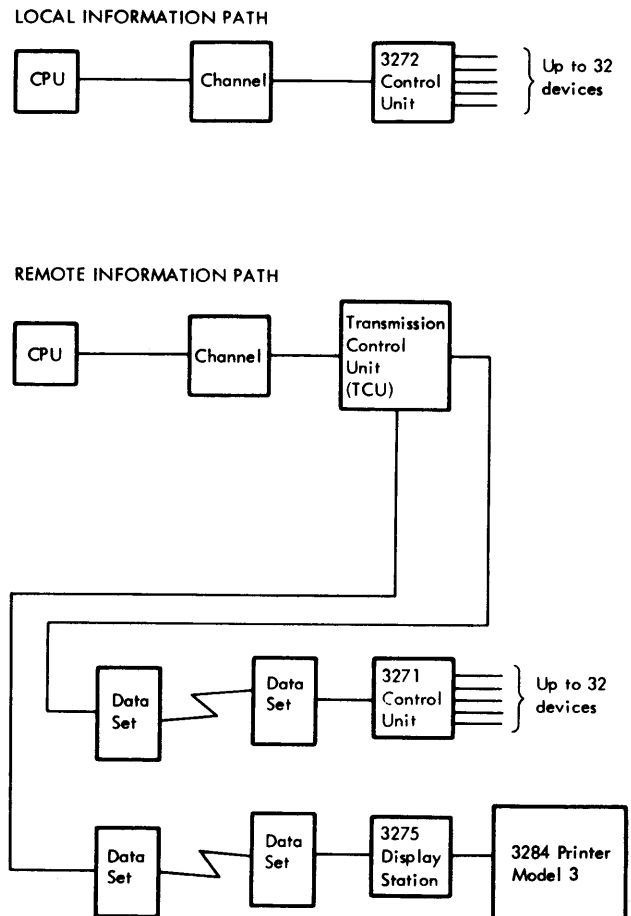 LOCAL INFORMATION PATH
CPU
Channel
3272
Control
Unit
Up to 32
devices
REMOTE INFORMATION PATH
CPU
Channel
Transmission
Control
Unit
(TCU)
Data
Set
Data
Set
3271
Control
Unit
Up to 32
devices
Data
Set
Data
Set
3275
Display
Station
3284 Printer
Model 3